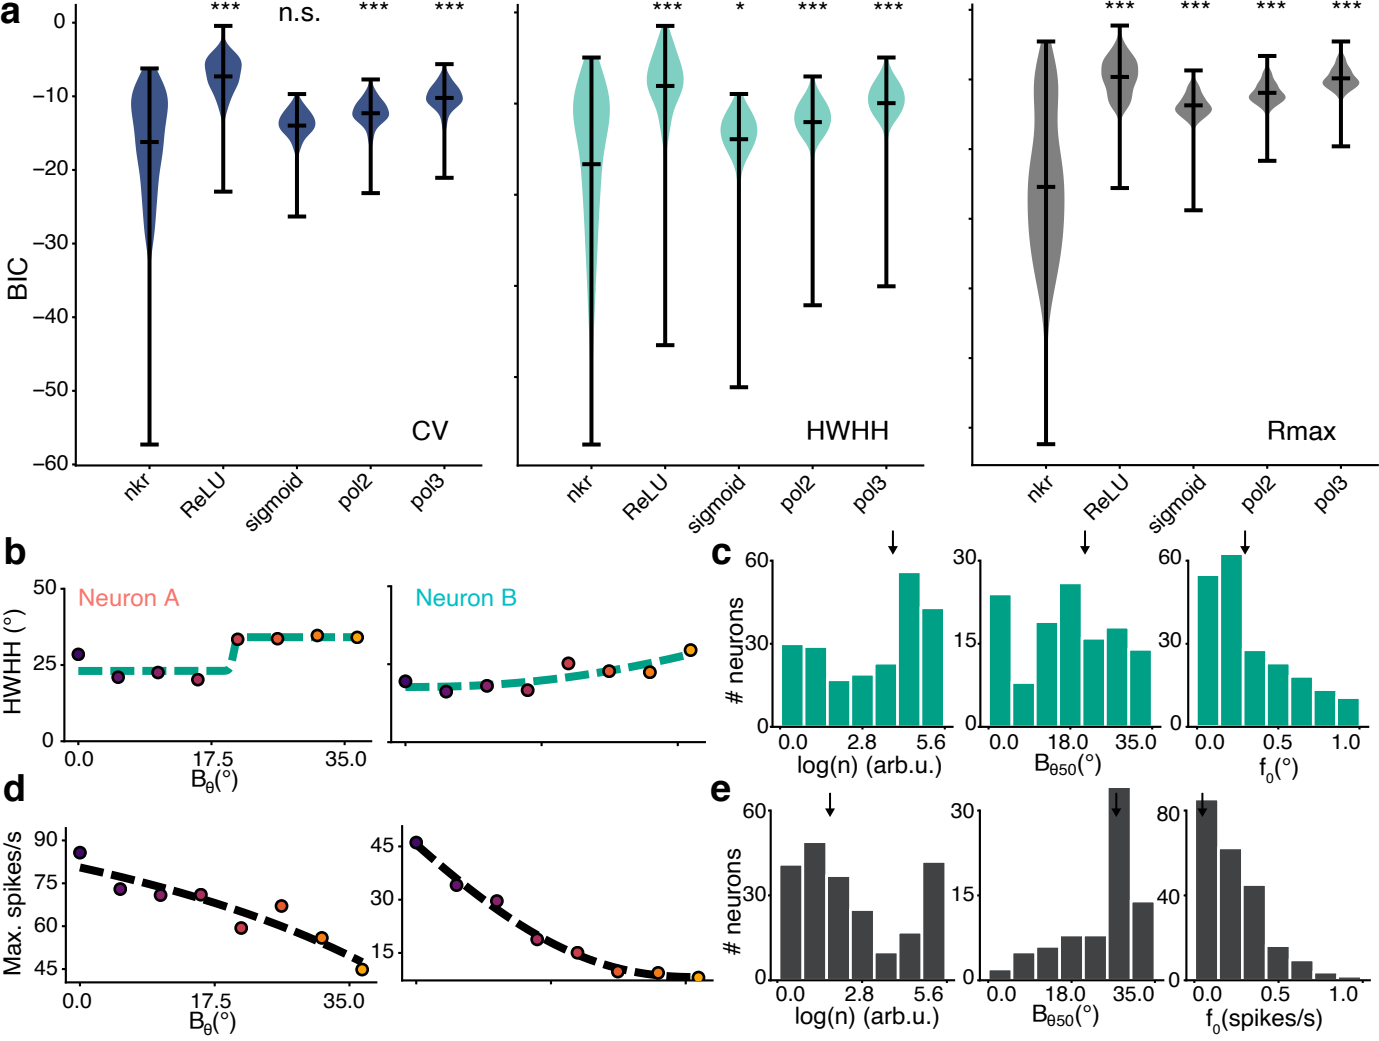 a
*** n.s. *** ***
*** * *** ***
*** *** *** ***
BIC
0
−10
−20
−30
−40
−50
−60
CV
HWHH
Rmax
nkr ReLU sigmoid pol2 pol3
nkr ReLU sigmoid pol2 pol3
nkr ReLU sigmoid pol2 pol3
b
HWHH (°)
50
25
0
Neuron A
Neuron B
0.0 17.5 35.0
Bθ(°)
c
# neurons
60
30
0
0.0 2.8 5.6
log(n) (arb.u.)
30
15
0
0.0 18.0 35.0
Bθ50(°)
60
30
0
0.0 0.5 1.0
f0(°)
d
Max. spikes/s
90
75
60
45
0.0 17.5 35.0
Bθ(°)
45
30
15
e
# neurons
60
30
0
0.0 2.8 5.6
log(n) (arb.u.)
30
15
0
0.0 18.0 35.0
Bθ50(°)
80
40
0
0.0 0.5 1.0
f0(spikes/s)